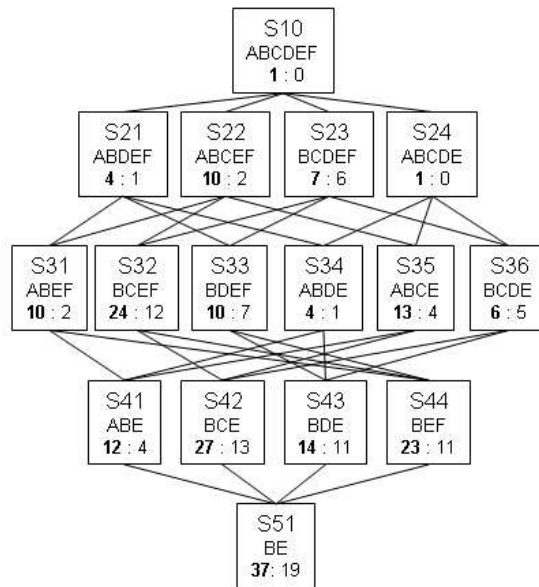 S10
ABCDEF
1 : 0
S21
ABDEF
4 : 1
S22
ABCEF
10 : 2
S23
BCDEF
7 : 6
S24
ABCDE
1 : 0
S31
ABEF
10 : 2
S32
BCEF
24 : 12
S33
BDEF
10 : 7
S34
ABDE
4 : 1
S35
ABCE
13 : 4
S36
BCDE
6 : 5
S41
ABE
12 : 4
S42
BCE
27 : 13
S43
BDE
14 : 11
S44
BEF
23 : 11
S51
BE
37: 19